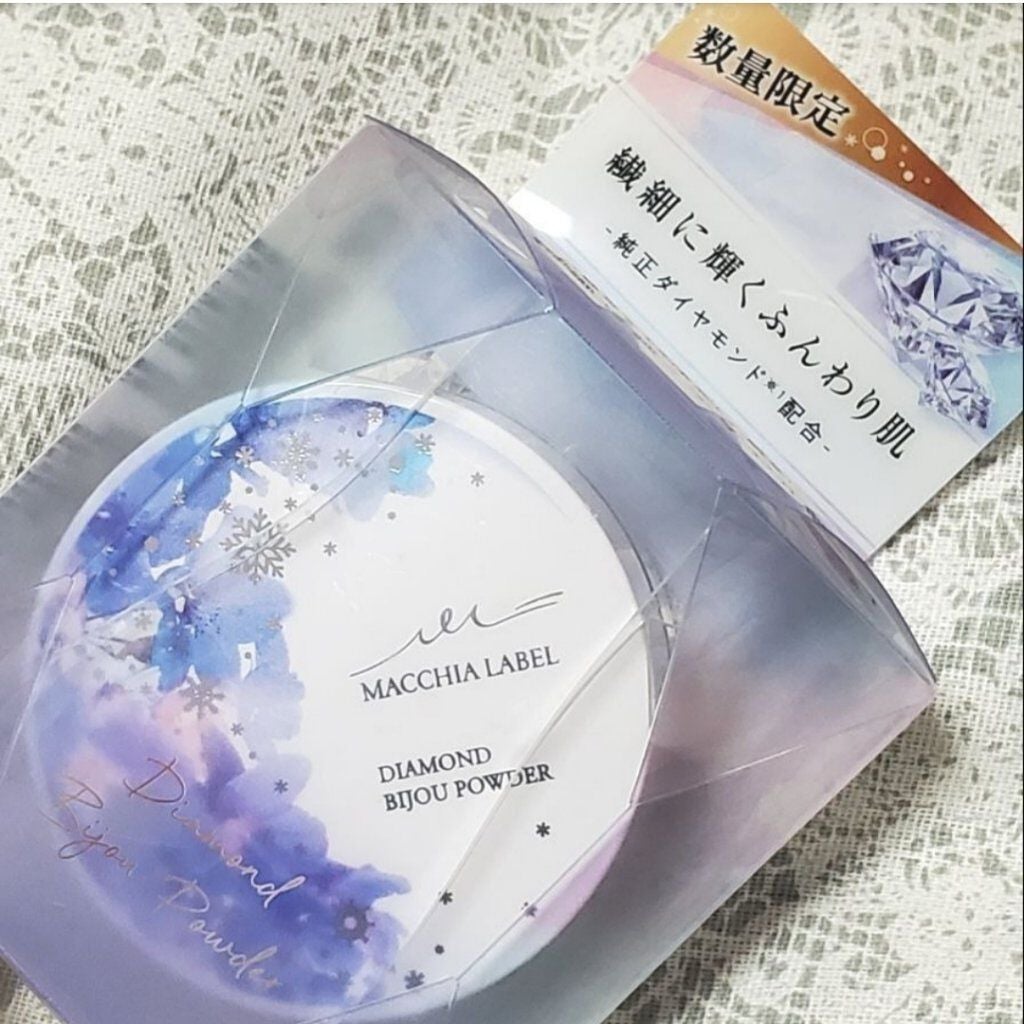 数量限定
繊細に輝くふんわり肌
-純正ダイヤモンド※1配合-
MACCHIA LABEL
DIAMOND
BIJOU POWDER
Diamond
Bijou Powder